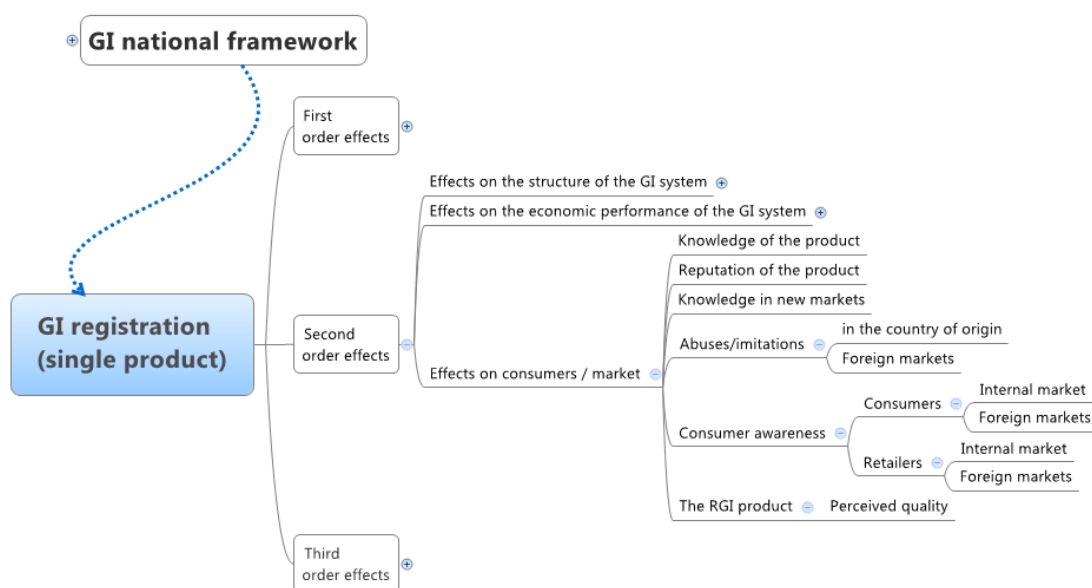 GI national framework
First
order effects
Effects on the structure of the GI system
Effects on the economic performance of the GI system
Knowledge of the product
Reputation of the product
Knowledge in new markets
GI registration
(single product)
Second
order effects
Effects on consumers / market
Abuses/imitations
in the country of origin
Foreign markets
Consumer awareness
Consumers
Internal market
Foreign markets
Retailers
Internal market
Foreign markets
The RGI product
Perceived quality
Third
order effects